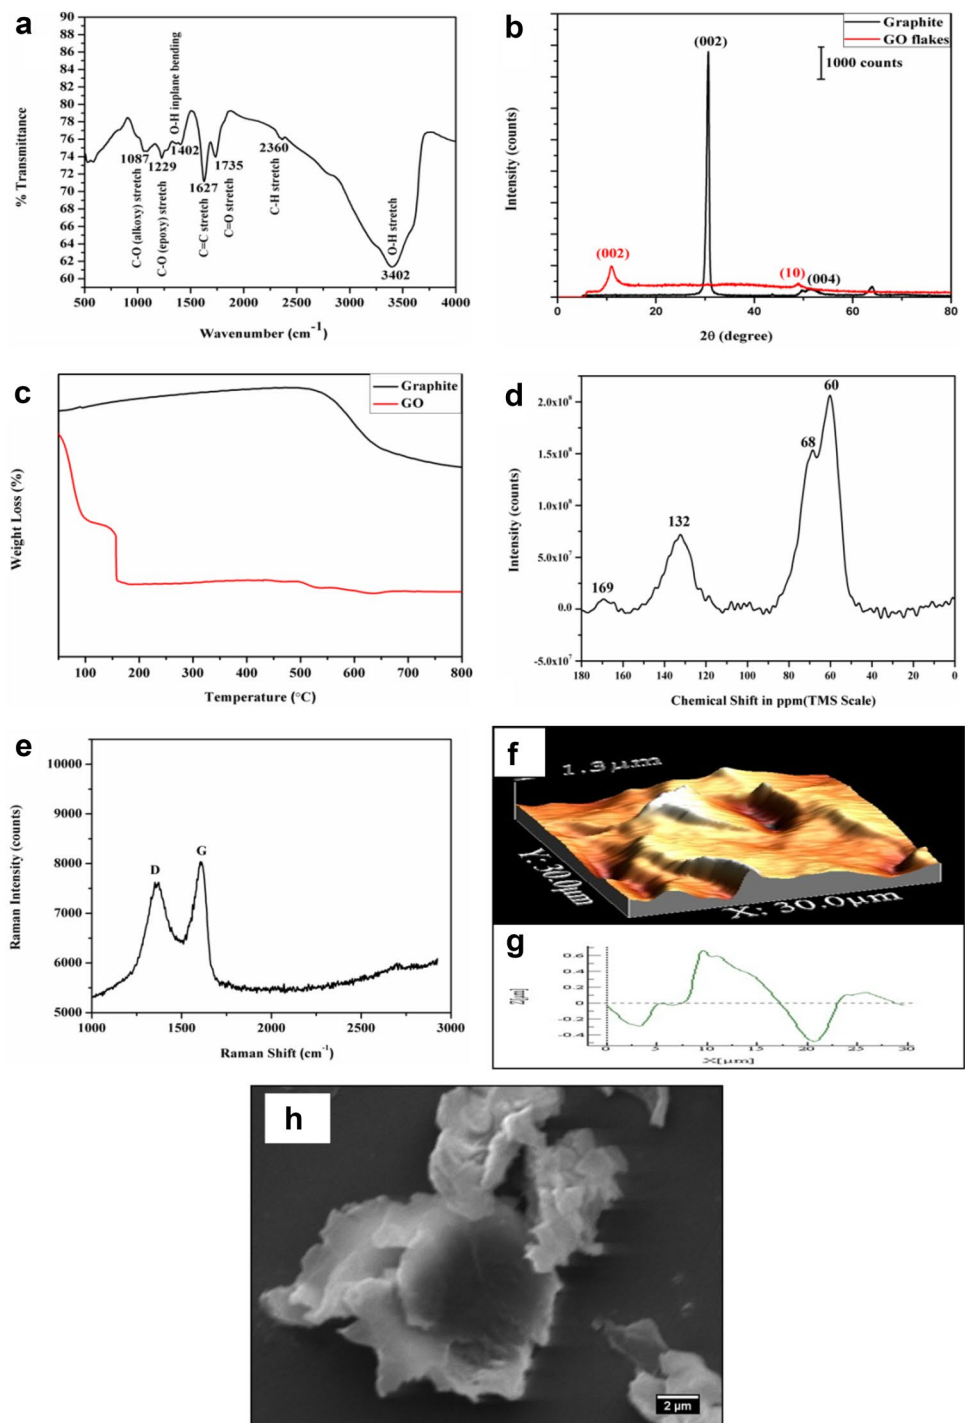 a
90
88
86
84
82
80
78
76
74
72
70
68
66
64
62
60
% Transmittance
O-H inplane bending
1087
1229
1402
1627
1735
2360
3402
C-O (alkoxy) stretch
C-O (epoxy) stretch
C=C stretch
C=O stretch
C-H stretch
O-H stretch
500 1000 1500 2000 2500 3000 3500 4000
Wavenumber (cm-1)
b
Graphite
GO flakes
(002)
1000 counts
Intensity (counts)
(002)
(10)
(004)
0 20 40 60 80
2θ (degree)
c
Graphite
GO
Weight Loss (%)
100 200 300 400 500 600 700 800
Temperature (°C)
d
2.0x10⁸
1.5x10⁸
1.0x10⁸
5.0x10⁷
0.0
-5.0x10⁷
Intensity (counts)
169
132
68
60
180 160 140 120 100 80 60 40 20 0
Chemical Shift in ppm(TMS Scale)
e
10000
9000
8000
7000
6000
5000
Raman Intensity (counts)
D
G
1000 1500 2000 2500 3000
Raman Shift (cm-1)
f
1.3μm
Y: 30.0μm
X: 30.0μm
g
0.6
0.4
0.2
0
-0.2
-0.4
Z[μm]
0 5 10 15 20 25 30
X[μm]
h
2 μm